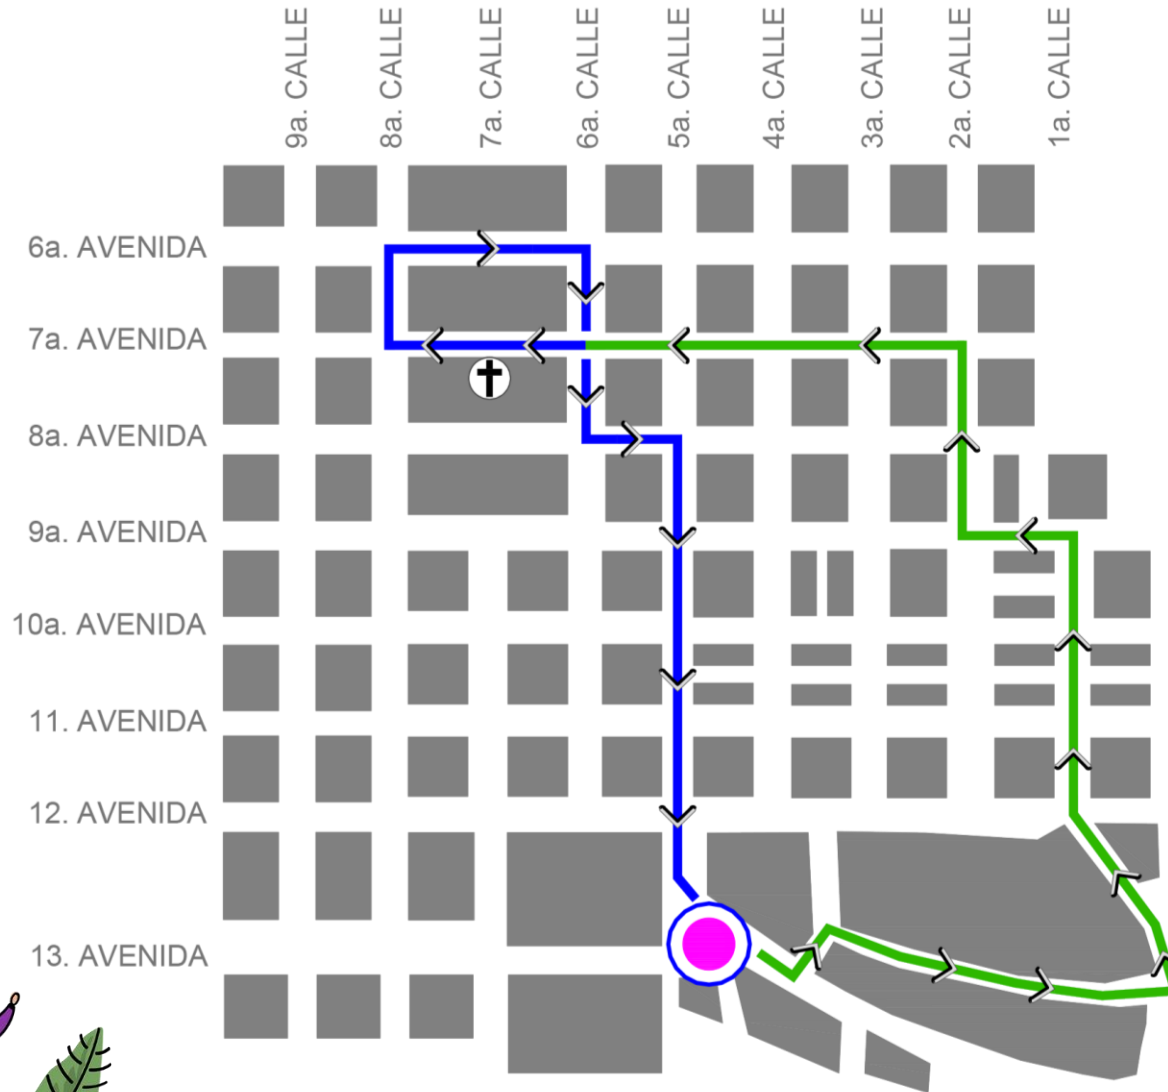 9a. CALLE
8a. CALLE
7a. CALLE
6a. CALLE
5a. CALLE
4a. CALLE
3a. CALLE
2a. CALLE
1a. CALLE
6a. AVENIDA
7a. AVENIDA
8a. AVENIDA
9a. AVENIDA
10a. AVENIDA
11. AVENIDA
12. AVENIDA
13. AVENIDA